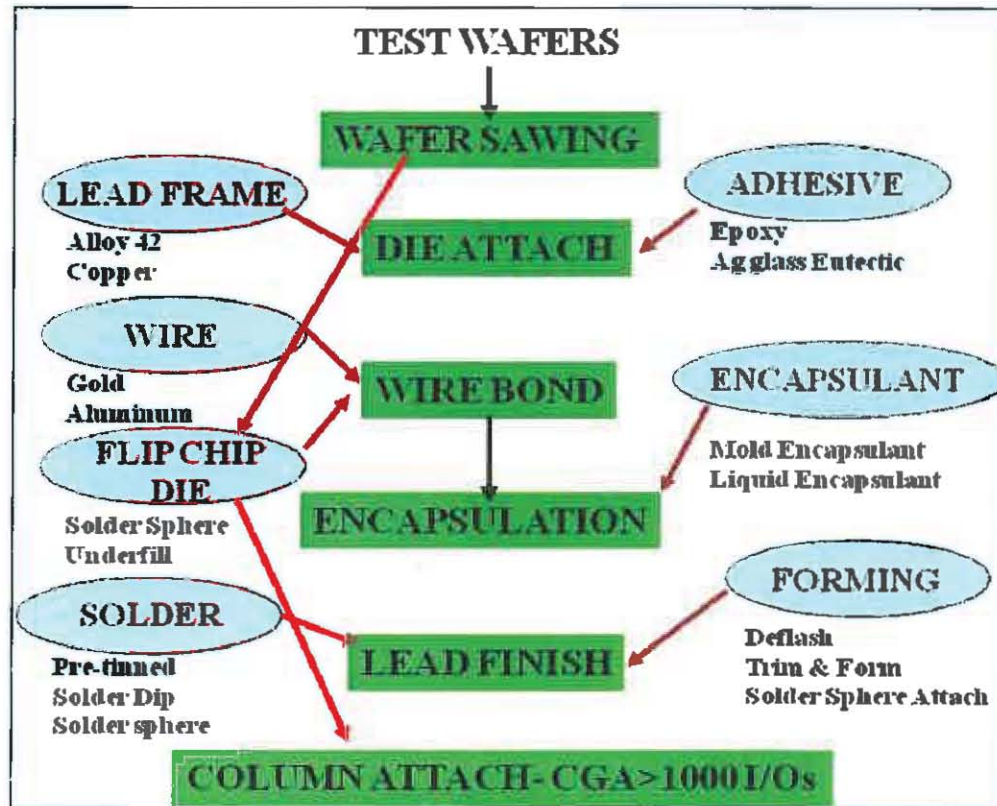 TEST WAFERS
WAFER SAWING
LEAD FRAME
Alloy 42
Copper
ADHESIVE
Epoxy
Ag glass Eutectic
DIE ATTACH
WIRE
Gold
Aluminum
WIRE BOND
ENCAPSULANT
Mold Encapsulant
Liquid Encapsulant
FLIP CHIP
DIE
Solder Sphere
Underfill
ENCAPSULATION
SOLDER
Pre-tinned
Solder Dip
Solder sphere
FORMING
Deflash
Trim & Form
Solder Sphere Attach
LEAD FINISH
COLUMN ATTACH- CGA>1000 I/Os